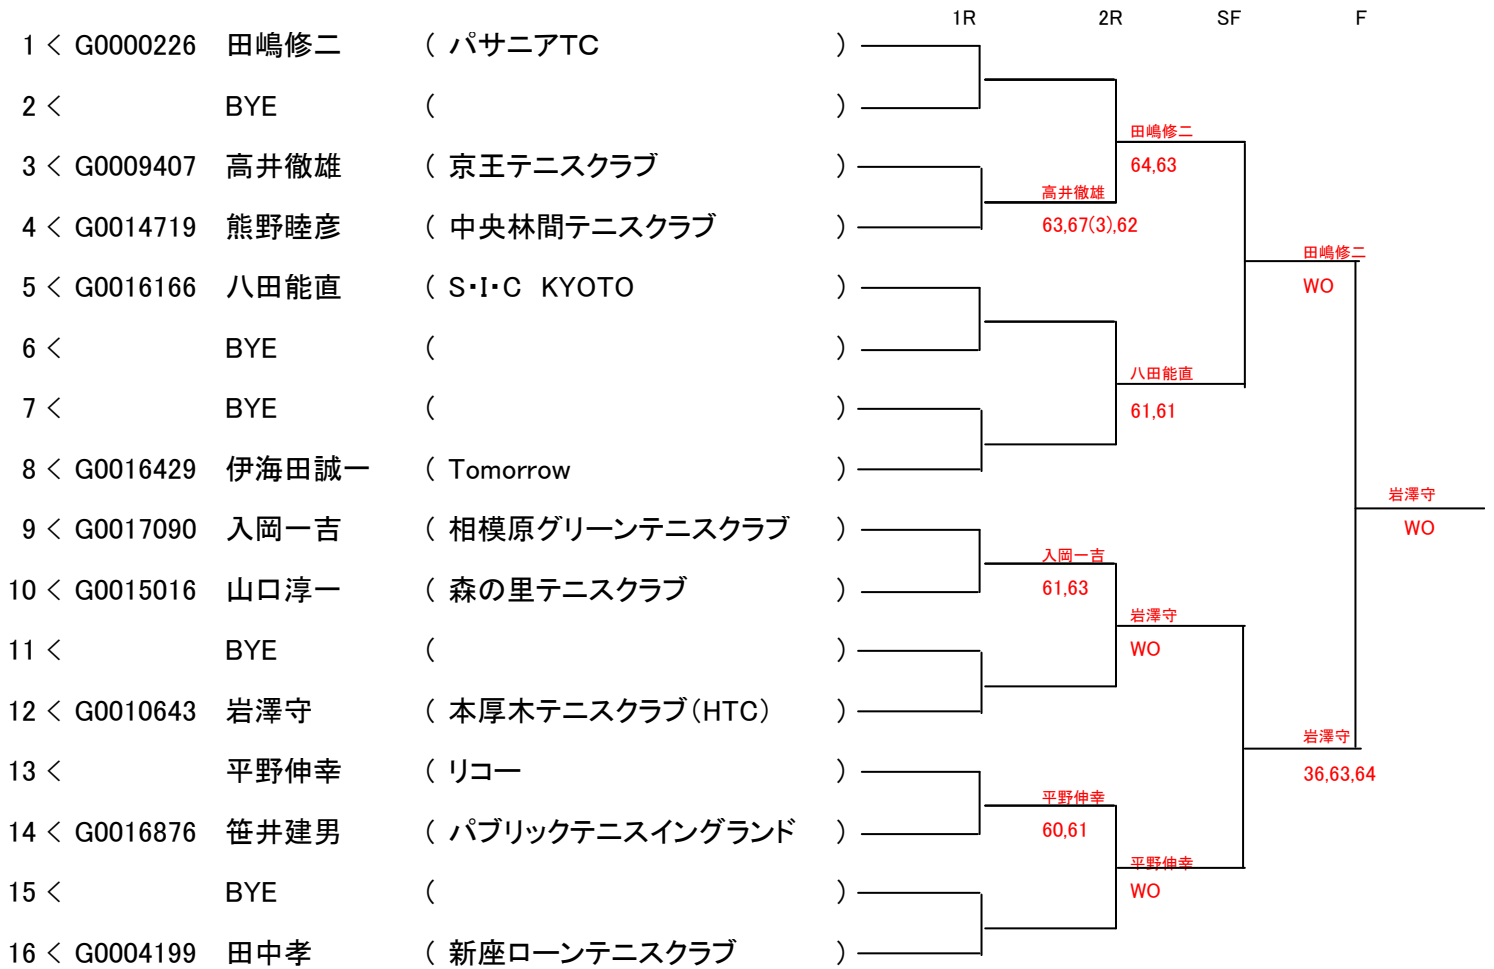 1R 2R SF F
1 < G0000226 田嶋修二 ( パサニアTC )
2 < BYE ( )
田嶋修二
3 < G0009407 高井徹雄 ( 京王テニスクラブ ) 64,63
高井徹雄
4 < G0014719 熊野睦彦 ( 中央林間テニスクラブ ) 63,67(3),62
田嶋修二
5 < G0016166 八田能直 ( S・I・C KYOTO ) WO
6 < BYE ( )
八田能直
7 < BYE ( ) 61,61
8 < G0016429 伊海田誠一 ( Tomorrow )
岩澤守
9 < G0017090 入岡一吉 ( 相模原グリーンテニスクラブ ) WO
入岡一吉
10 < G0015016 山口淳一 ( 森の里テニスクラブ ) 61,63
岩澤守
11 < BYE ( ) WO
12 < G0010643 岩澤守 ( 本厚木テニスクラブ(HTC) )
岩澤守
13 < 平野伸幸 ( リコー ) 36,63,64
平野伸幸
14 < G0016876 笹井建男 ( パブリックテニスイングランド ) 60,61
平野伸幸
15 < BYE ( ) WO
16 < G0004199 田中孝 ( 新座ローンテニスクラブ )